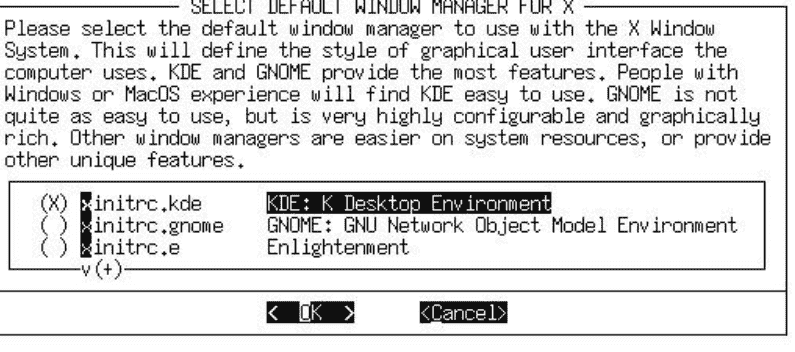 SELECT DEFAULT WINDOW MANAGER FOR X
Please select the default window manager to use with the X Window
System. This will define the style of graphical user interface the
computer uses. KDE and GNOME provide the most features. People with
Windows or MacOS experience will find KDE easy to use. GNOME is not
quite as easy to use, but is very highly configurable and graphically
rich. Other window managers are easier on system resources, or provide
other unique features.
(X) xinitrc.kde KDE: K Desktop Environment
( ) xinitrc.gnome GNOME: GNU Network Object Model Environment
( ) xinitrc.e Enlightenment
v(+)
< OK > <Cancel>